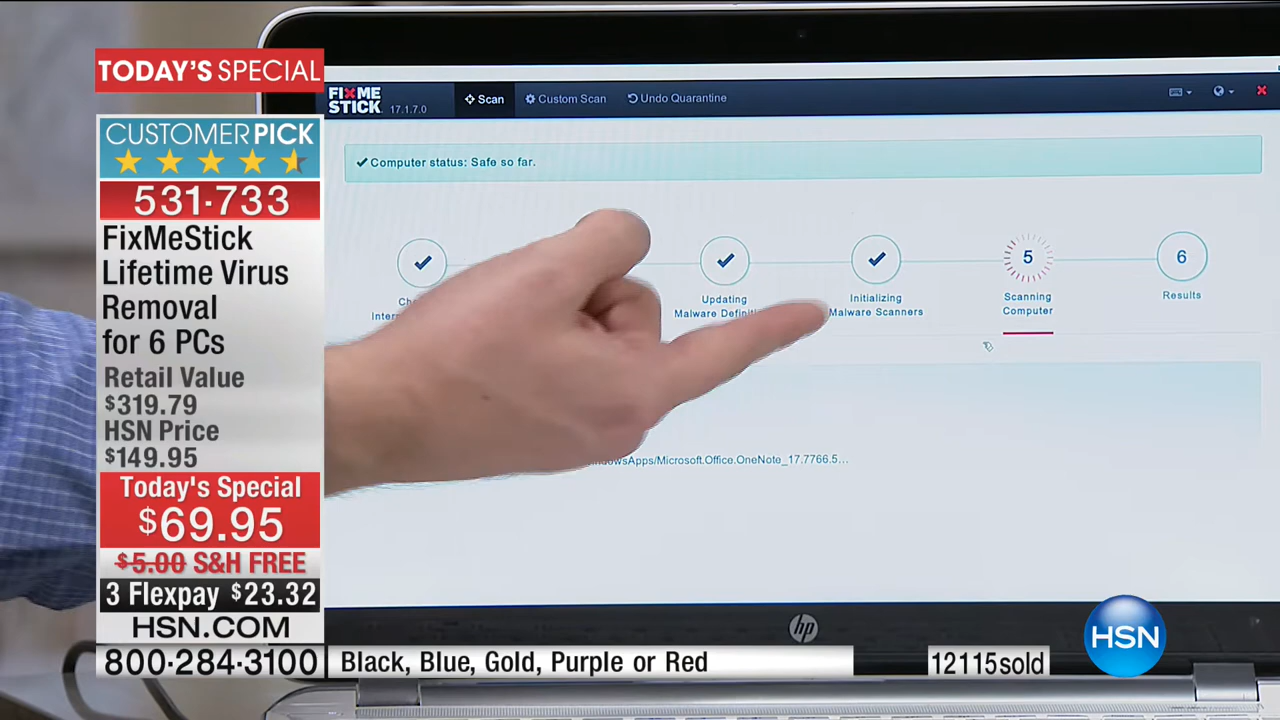 TODAY'S SPECIAL
CUSTOMER PICK
531·733
FixMeStick
Lifetime Virus
Removal
for 6 PCs
Retail Value
$319.79
HSN Price
$149.95
Today's Special
$69.95
$5.00 S&H FREE
3 Flexpay $23.32
HSN.COM
800·284·3100
Black, Blue, Gold, Purple or Red
12115sold
HSN
FIXME
STICK 17.1.7.0
Scan
Custom Scan
Undo Quarantine
Computer status: Safe so far.
5
6
Updating
Malware
Initializing
Malware Scanners
Scanning
Computer
Results
Microsoft.Office.OneNote_17.7766.5...
hp